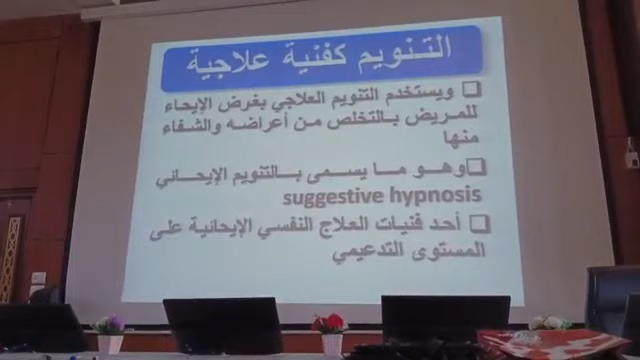 التنويم كفنية علاجية
ويستخدم التنويم العلاجي بغرض الإيحاء
للمريض بالتخلص من أعراضه والشفاء
منها
وهو ما يسمى بالتنويم الإيحائي
suggestive hypnosis
أحد فنيات العلاج النفسي الإيحائية على
المستوى التدعيمي